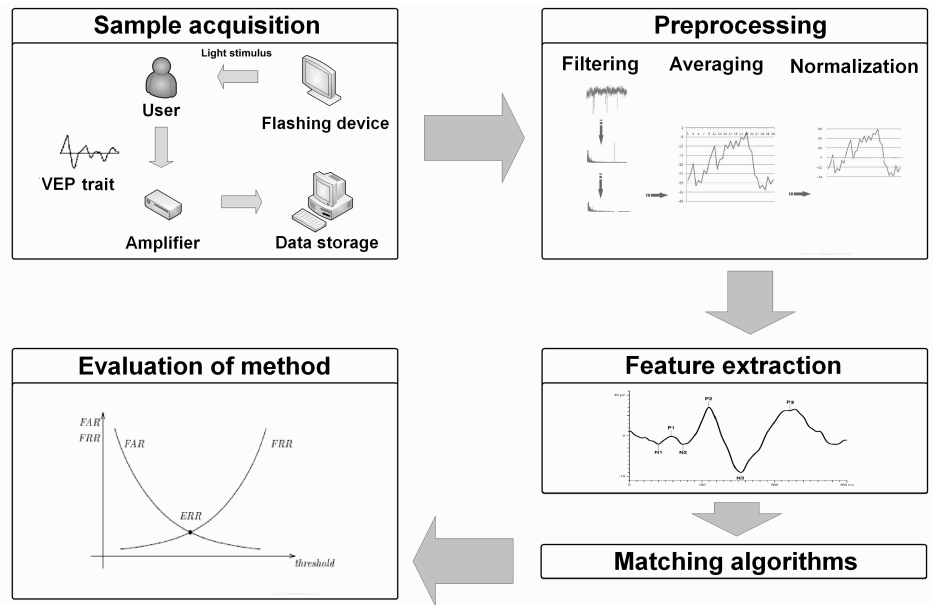 Sample acquisition
Light stimulus
User
Flashing device
VEP trait
Amplifier
Data storage
Preprocessing
Filtering
Averaging
Normalization
Feature extraction
P2
P3
P1
N1
N2
N3
Matching algorithms
Evaluation of method
FAR
FRR
FAR
FRR
ERR
threshold